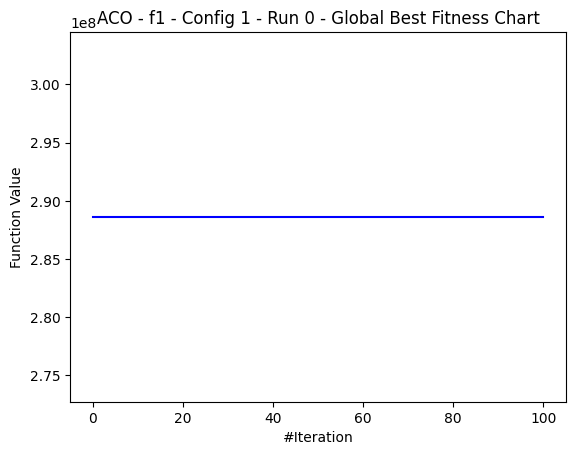 1e8
ACO - f1 - Config 1 - Run 0 - Global Best Fitness Chart
3.00
2.95
2.90
2.85
2.80
2.75
Function Value
0 20 40 60 80 100
#Iteration